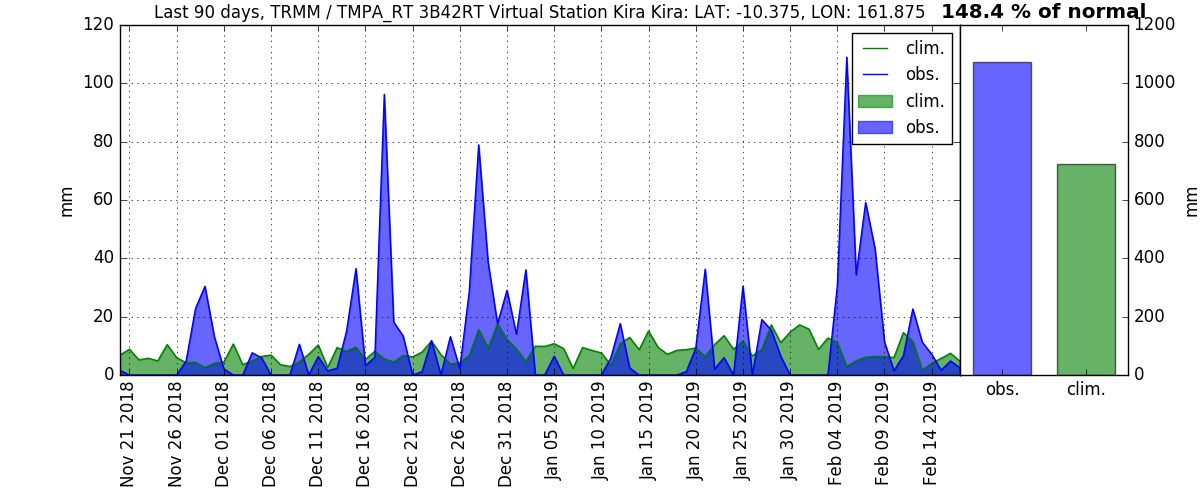 Last 90 days, TRMM / TMPA_RT 3B42RT Virtual Station Kira Kira: LAT: -10.375, LON: 161.875 148.4 % of normal
120
100
80
60
40
20
0
mm
clim.
obs.
clim.
obs.
1200
1000
800
600
400
200
0
mm
Nov 21 2018
Nov 26 2018
Dec 01 2018
Dec 06 2018
Dec 11 2018
Dec 16 2018
Dec 21 2018
Dec 26 2018
Dec 31 2018
Jan 05 2019
Jan 10 2019
Jan 15 2019
Jan 20 2019
Jan 25 2019
Jan 30 2019
Feb 04 2019
Feb 09 2019
Feb 14 2019
obs. clim.